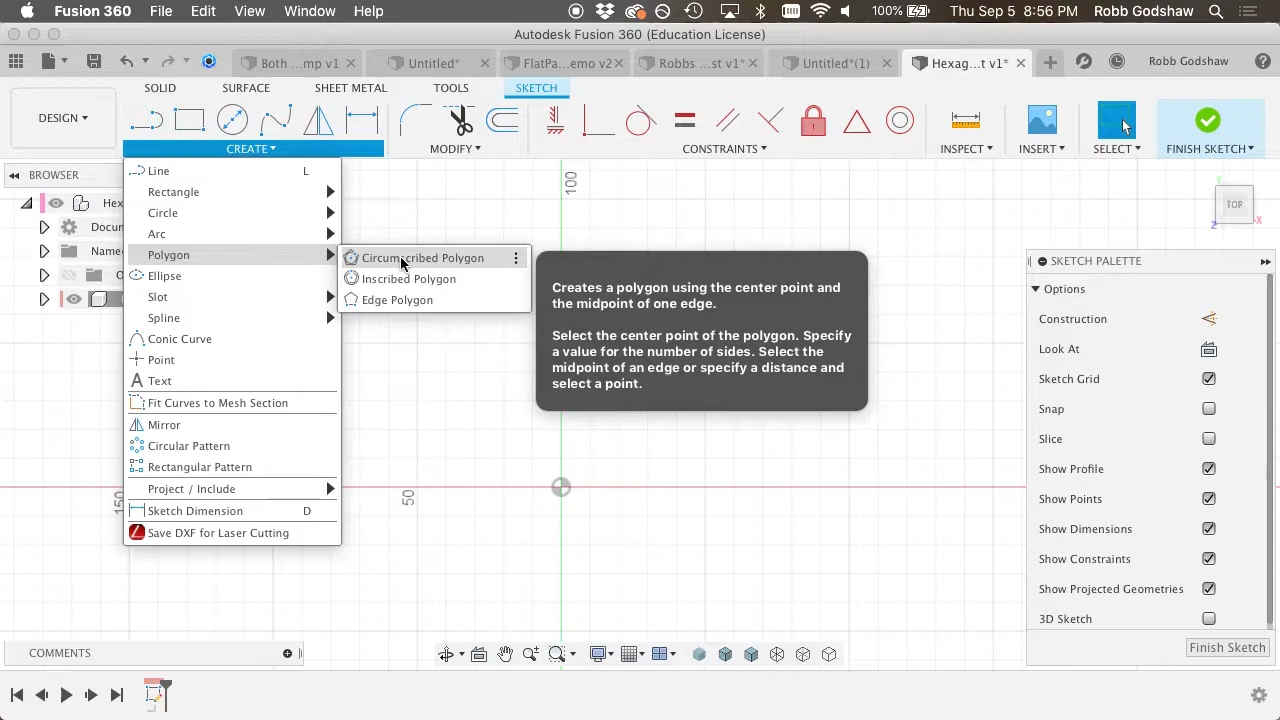 Fusion 360 File Edit View Window Help 100% Thu Sep 5 8:56 PM Robb Godshaw
Autodesk Fusion 360 (Education License)
Both ...mp v1 Untitled* FlatPa...emo v2* Robbs ...st v1* Untitled*(1) Hexag...t v1* Robb Godshaw
SOLID SURFACE SHEET METAL TOOLS SKETCH
DESIGN
CREATE MODIFY CONSTRAINTS INSPECT INSERT SELECT FINISH SKETCH
BROWSER
Hex
Docun
Name
O
Line L
Rectangle
Circle
Arc
Polygon
Ellipse
Slot
Spline
Conic Curve
Point
Text
Fit Curves to Mesh Section
Mirror
Circular Pattern
Rectangular Pattern
Project / Include
Sketch Dimension D
Save DXF for Laser Cutting
Circumscribed Polygon
Inscribed Polygon
Edge Polygon
Creates a polygon using the center point and
the midpoint of one edge.
Select the center point of the polygon. Specify
a value for the number of sides. Select the
midpoint of an edge or specify a distance and
select a point.
100
50
150
TOP
Y
X
Z
SKETCH PALETTE
Options
Construction
Look At
Sketch Grid
Snap
Slice
Show Profile
Show Points
Show Dimensions
Show Constraints
Show Projected Geometries
3D Sketch
Finish Sketch
COMMENTS